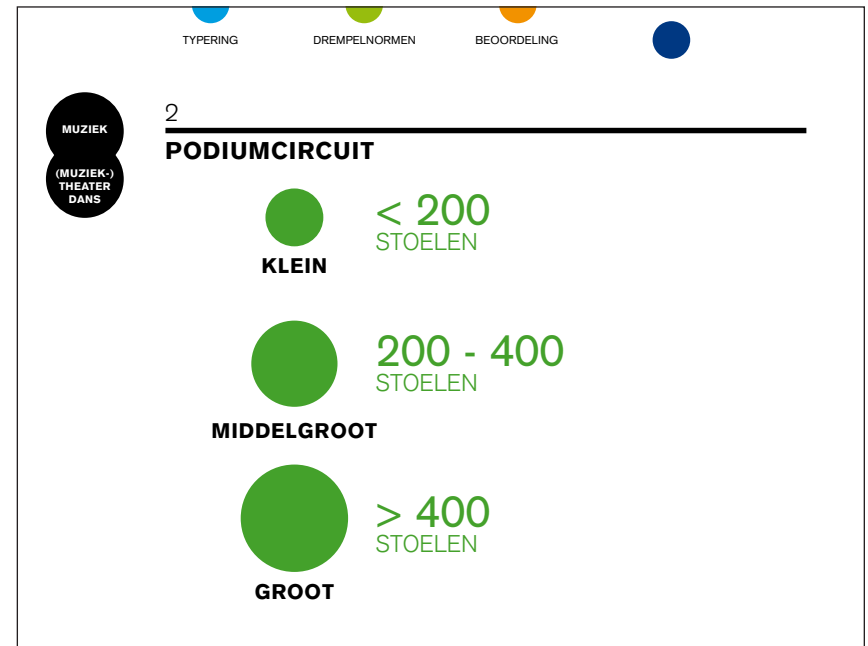 TYPERING
DREMPELNORMEN
BEOORDELING
MUZIEK
(MUZIEK-)
THEATER
DANS
2
PODIUMCIRCUIT
< 200
STOELEN
KLEIN
200 - 400
STOELEN
MIDDELGROOT
> 400
STOELEN
GROOT